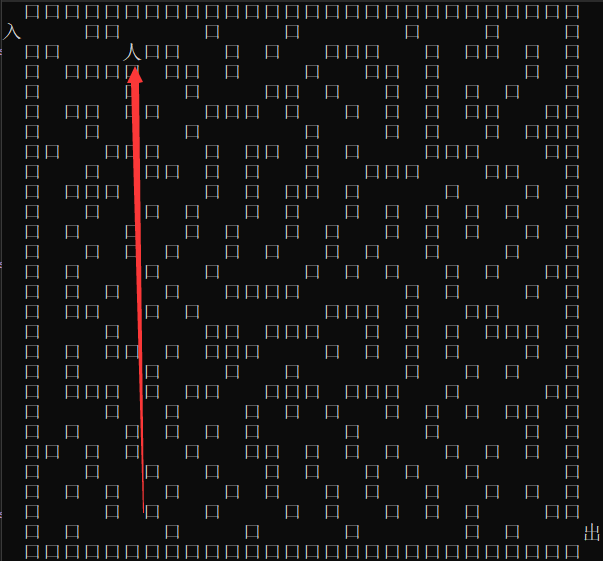 口口口口口口口口口口口口口口口口口口口口口口口口口口口口
入 口口 口 口 口 口 口
口口 人口口 口 口 口口口 口 口口 口
口 口口口口 口口 口 口 口口 口 口
口 口 口 口口 口 口 口 口 口
口 口口 口口 口口口 口 口 口 口 口口
口 口 口 口 口 口 口口口
口口 口口口 口 口口 口 口口口 口口
口 口 口口 口 口 口口口 口口 口
口 口口口 口 口 口口 口 口 口
口 口 口 口 口 口 口 口 口 口 口
口 口 口 口 口 口 口 口 口 口 口
口 口 口 口 口 口 口 口 口 口 口
口 口 口 口 口 口 口 口 口口
口 口 口 口 口口口口 口 口 口
口 口口 口 口 口口口 口 口口 口
口 口 口口 口口口 口 口 口口口 口
口 口 口口 口 口口口 口 口 口 口 口
口 口 口 口 口 口 口 口 口
口 口口口 口 口口 口口口 口口口 口 口口
口 口 口 口 口 口 口 口 口 口 口
口 口 口 口 口 口 口 口 口
口口 口 口 口 口 口 口 口 口 口
口 口 口 口 口 口 口 口 口 口
口 口 口 口 口 口 口 口 口 口
口 口 口 口 口 口 口 口 口 口口
口 口 口 口 口 口 口 出
口口口口口口口口口口口口口口口口口口口口口口口口口口口口